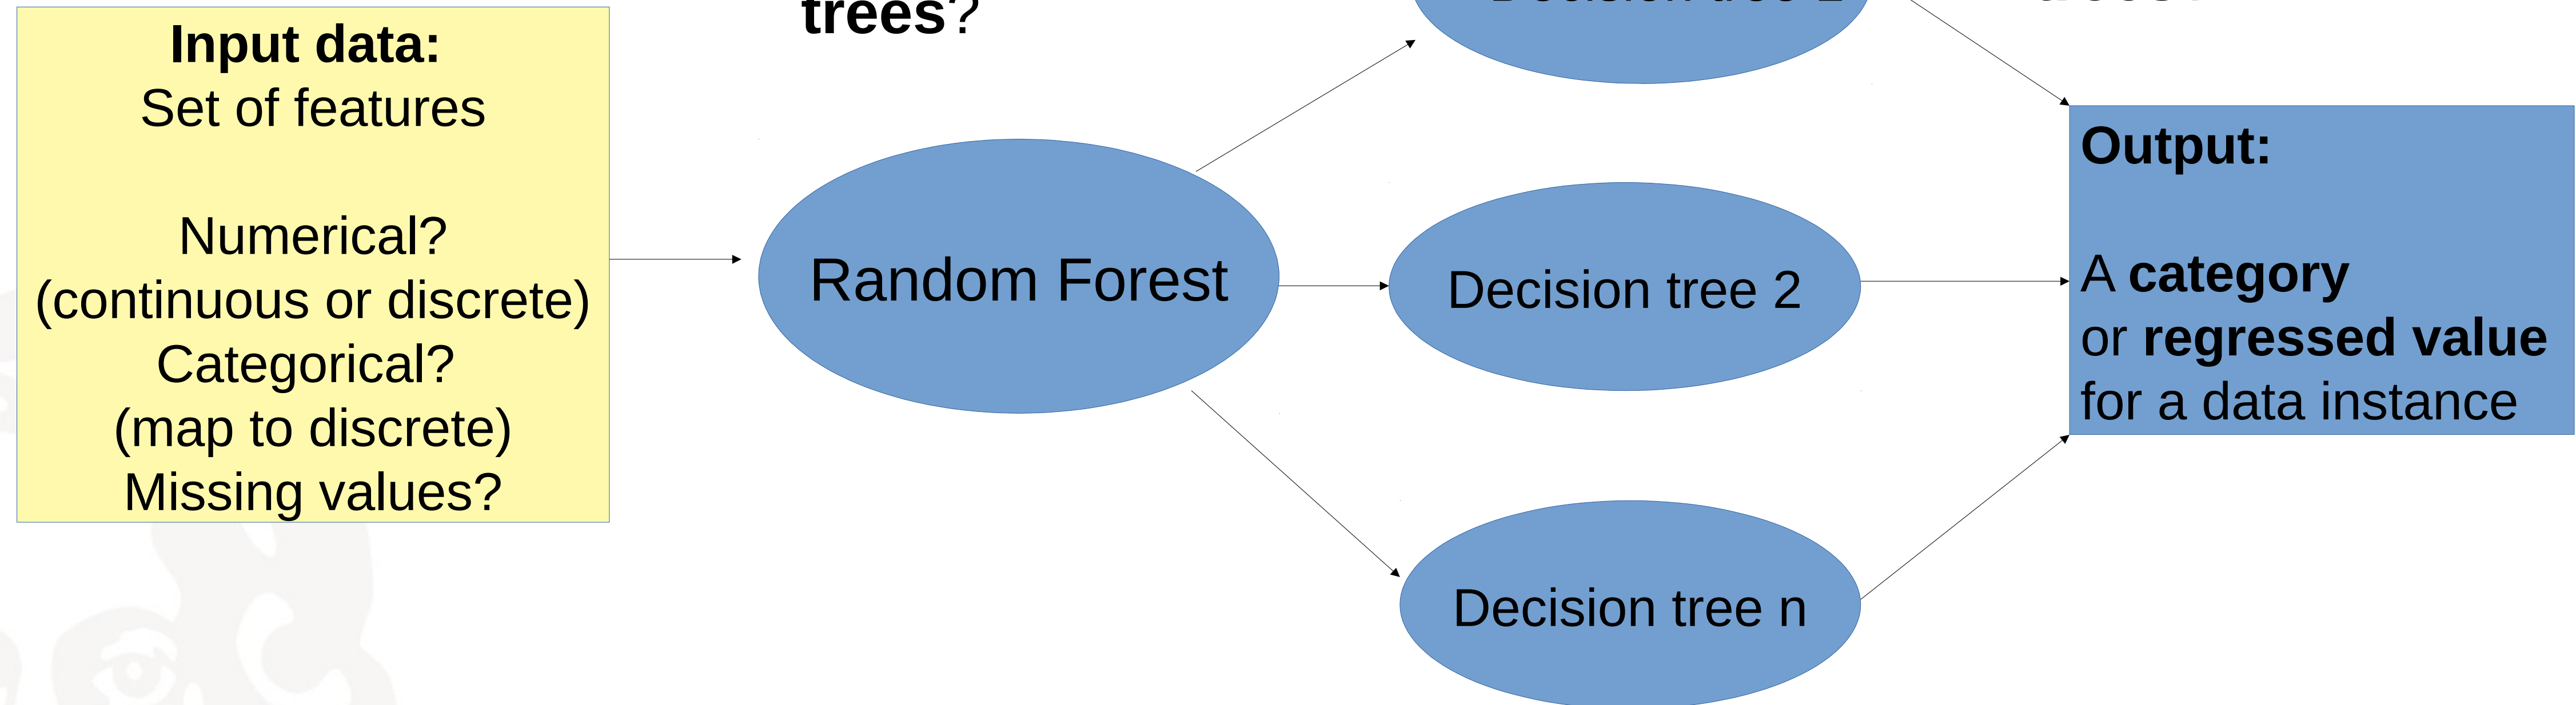 trees?
Input data:
Set of features
Numerical?
(continuous or discrete)
Categorical?
(map to discrete)
Missing values?
Random Forest
Decision tree 2
Decision tree n
Output:
A category
or regressed value
for a data instance